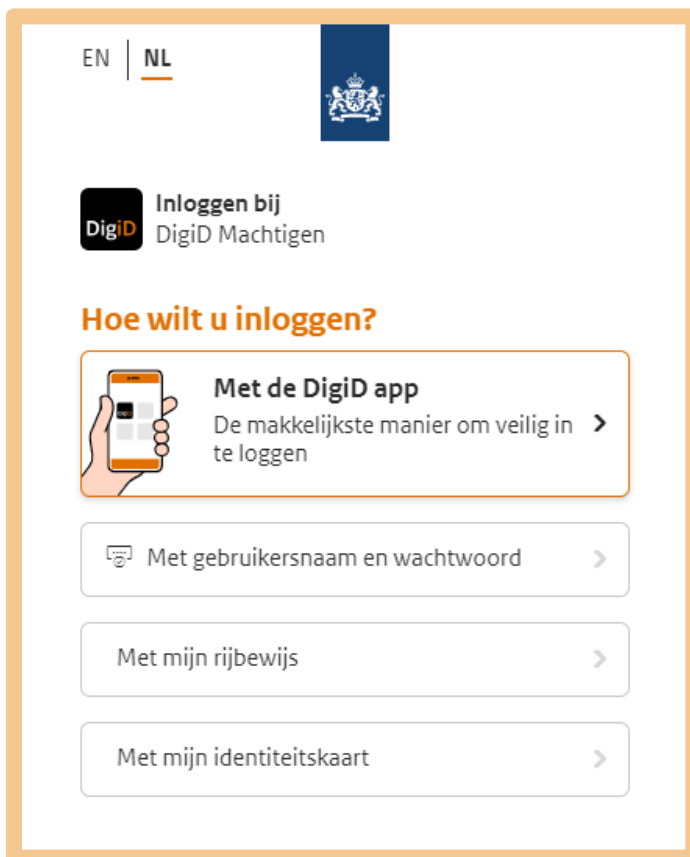 EN | NL
DigiD
Inloggen bij
DigiD Machtigen
Hoe wilt u inloggen?
Met de DigiD app
De makkelijkste manier om veilig in
te loggen
Met gebruikersnaam en wachtwoord
Met mijn rijbewijs
Met mijn identiteitskaart